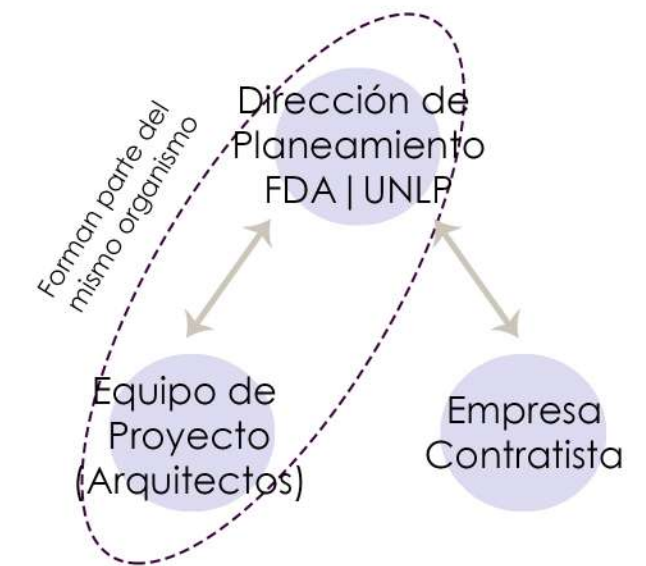 Forman parte del
mismo organismo
Dirección de
Planeamiento
FDA | UNLP
Equipo de
Proyecto
(Arquitectos)
Empresa
Contratista